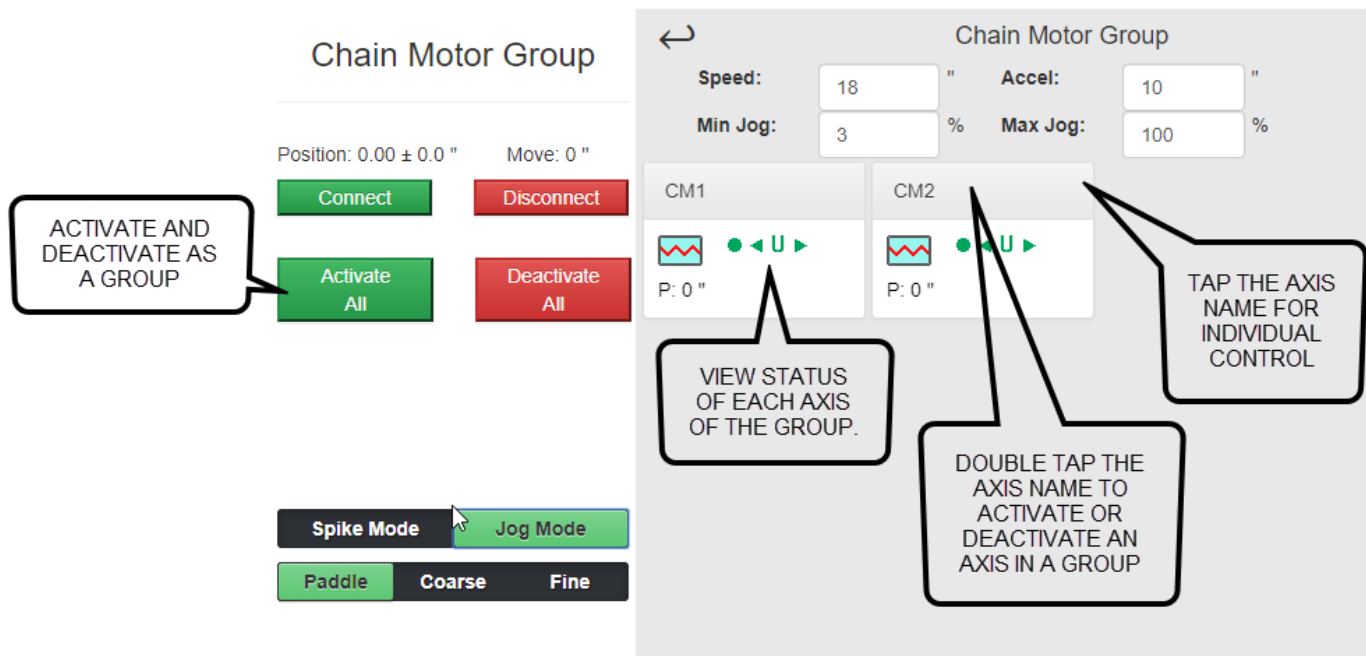 Chain Motor Group
Position: 0.00 ± 0.0 " Move: 0 "
Connect Disconnect
ACTIVATE AND
DEACTIVATE AS
A GROUP
Activate
All
Deactivate
All
Spike Mode Jog Mode
Paddle Coarse Fine
Chain Motor Group
Speed: 18 " Accel: 10 "
Min Jog: 3 % Max Jog: 100 %
CM1 CM2
U U
P: 0 " P: 0 "
TAP THE AXIS
NAME FOR
INDIVIDUAL
CONTROL
VIEW STATUS
OF EACH AXIS
OF THE GROUP.
DOUBLE TAP THE
AXIS NAME TO
ACTIVATE OR
DEACTIVATE AN
AXIS IN A GROUP